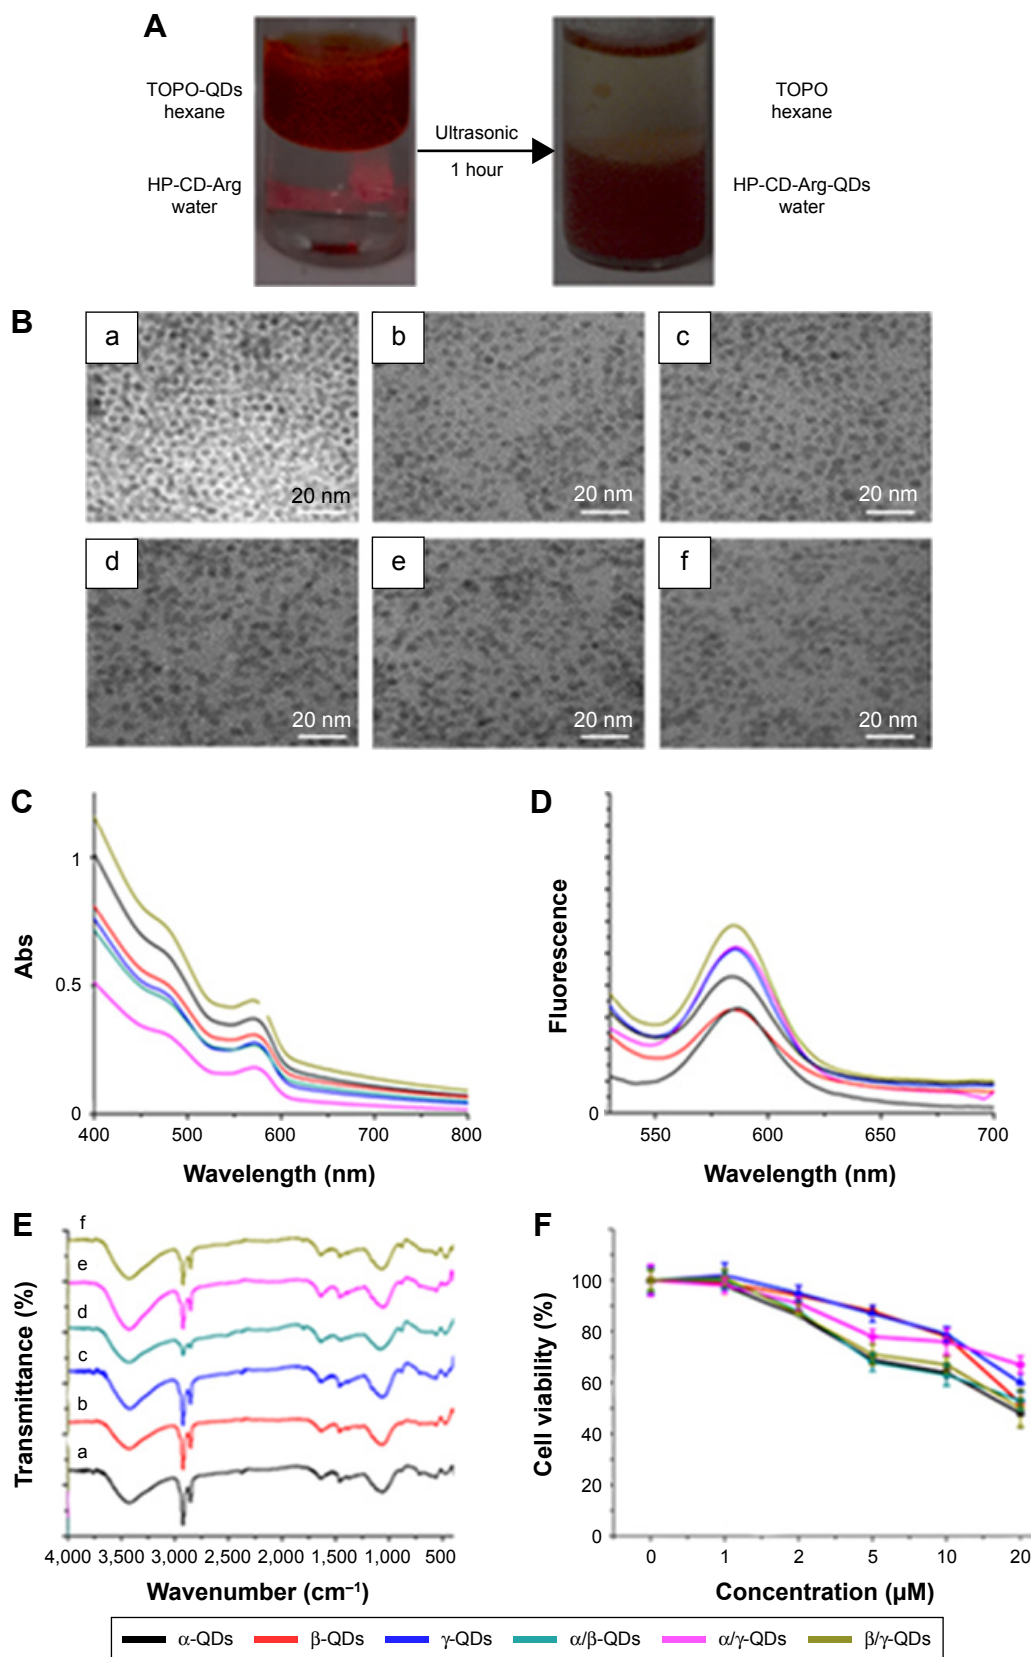 A
TOPO-QDs
hexane
HP-CD-Arg
water
Ultrasonic
1 hour
TOPO
hexane
HP-CD-Arg-QDs
water
B
a
20 nm
b
20 nm
c
20 nm
d
20 nm
e
20 nm
f
20 nm
C
Abs
1
0.5
0
400 500 600 700 800
Wavelength (nm)
D
Fluorescence
0
550 600 650 700
Wavelength (nm)
E
Transmittance (%)
f
e
d
c
b
a
4,000 3,500 3,000 2,500 2,000 1,500 1,000 500
Wavenumber (cm⁻¹)
F
Cell viability (%)
100
80
60
40
20
0
0 1 2 5 10 20
Concentration (µM)
α-QDs β-QDs γ-QDs α/β-QDs α/γ-QDs β/γ-QDs